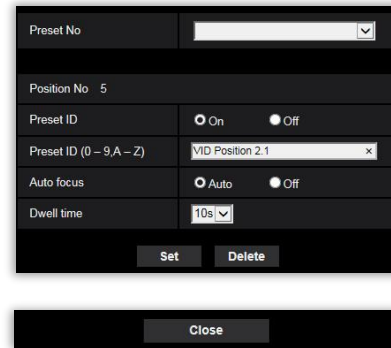 Preset No
Position No 5
Preset ID On Off
Preset ID (0 – 9,A – Z) VID Position 2.1 ×
Auto focus Auto Off
Dwell time 10s
Set Delete
Close